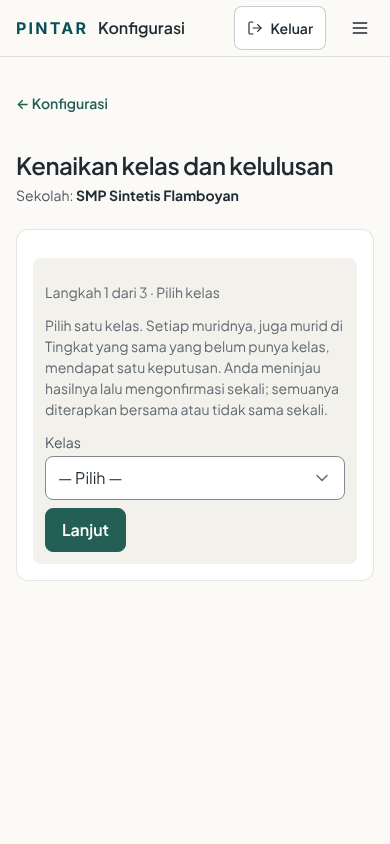 PINTAR Konfigurasi
Keluar
← Konfigurasi
Kenaikan kelas dan kelulusan
Sekolah: SMP Sintetis Flamboyan
Langkah 1 dari 3 · Pilih kelas
Pilih satu kelas. Setiap muridnya, juga murid di
Tingkat yang sama yang belum punya kelas,
mendapat satu keputusan. Anda meninjau
hasilnya lalu mengonfirmasi sekali; semuanya
diterapkan bersama atau tidak sama sekali.
Kelas
— Pilih —
Lanjut